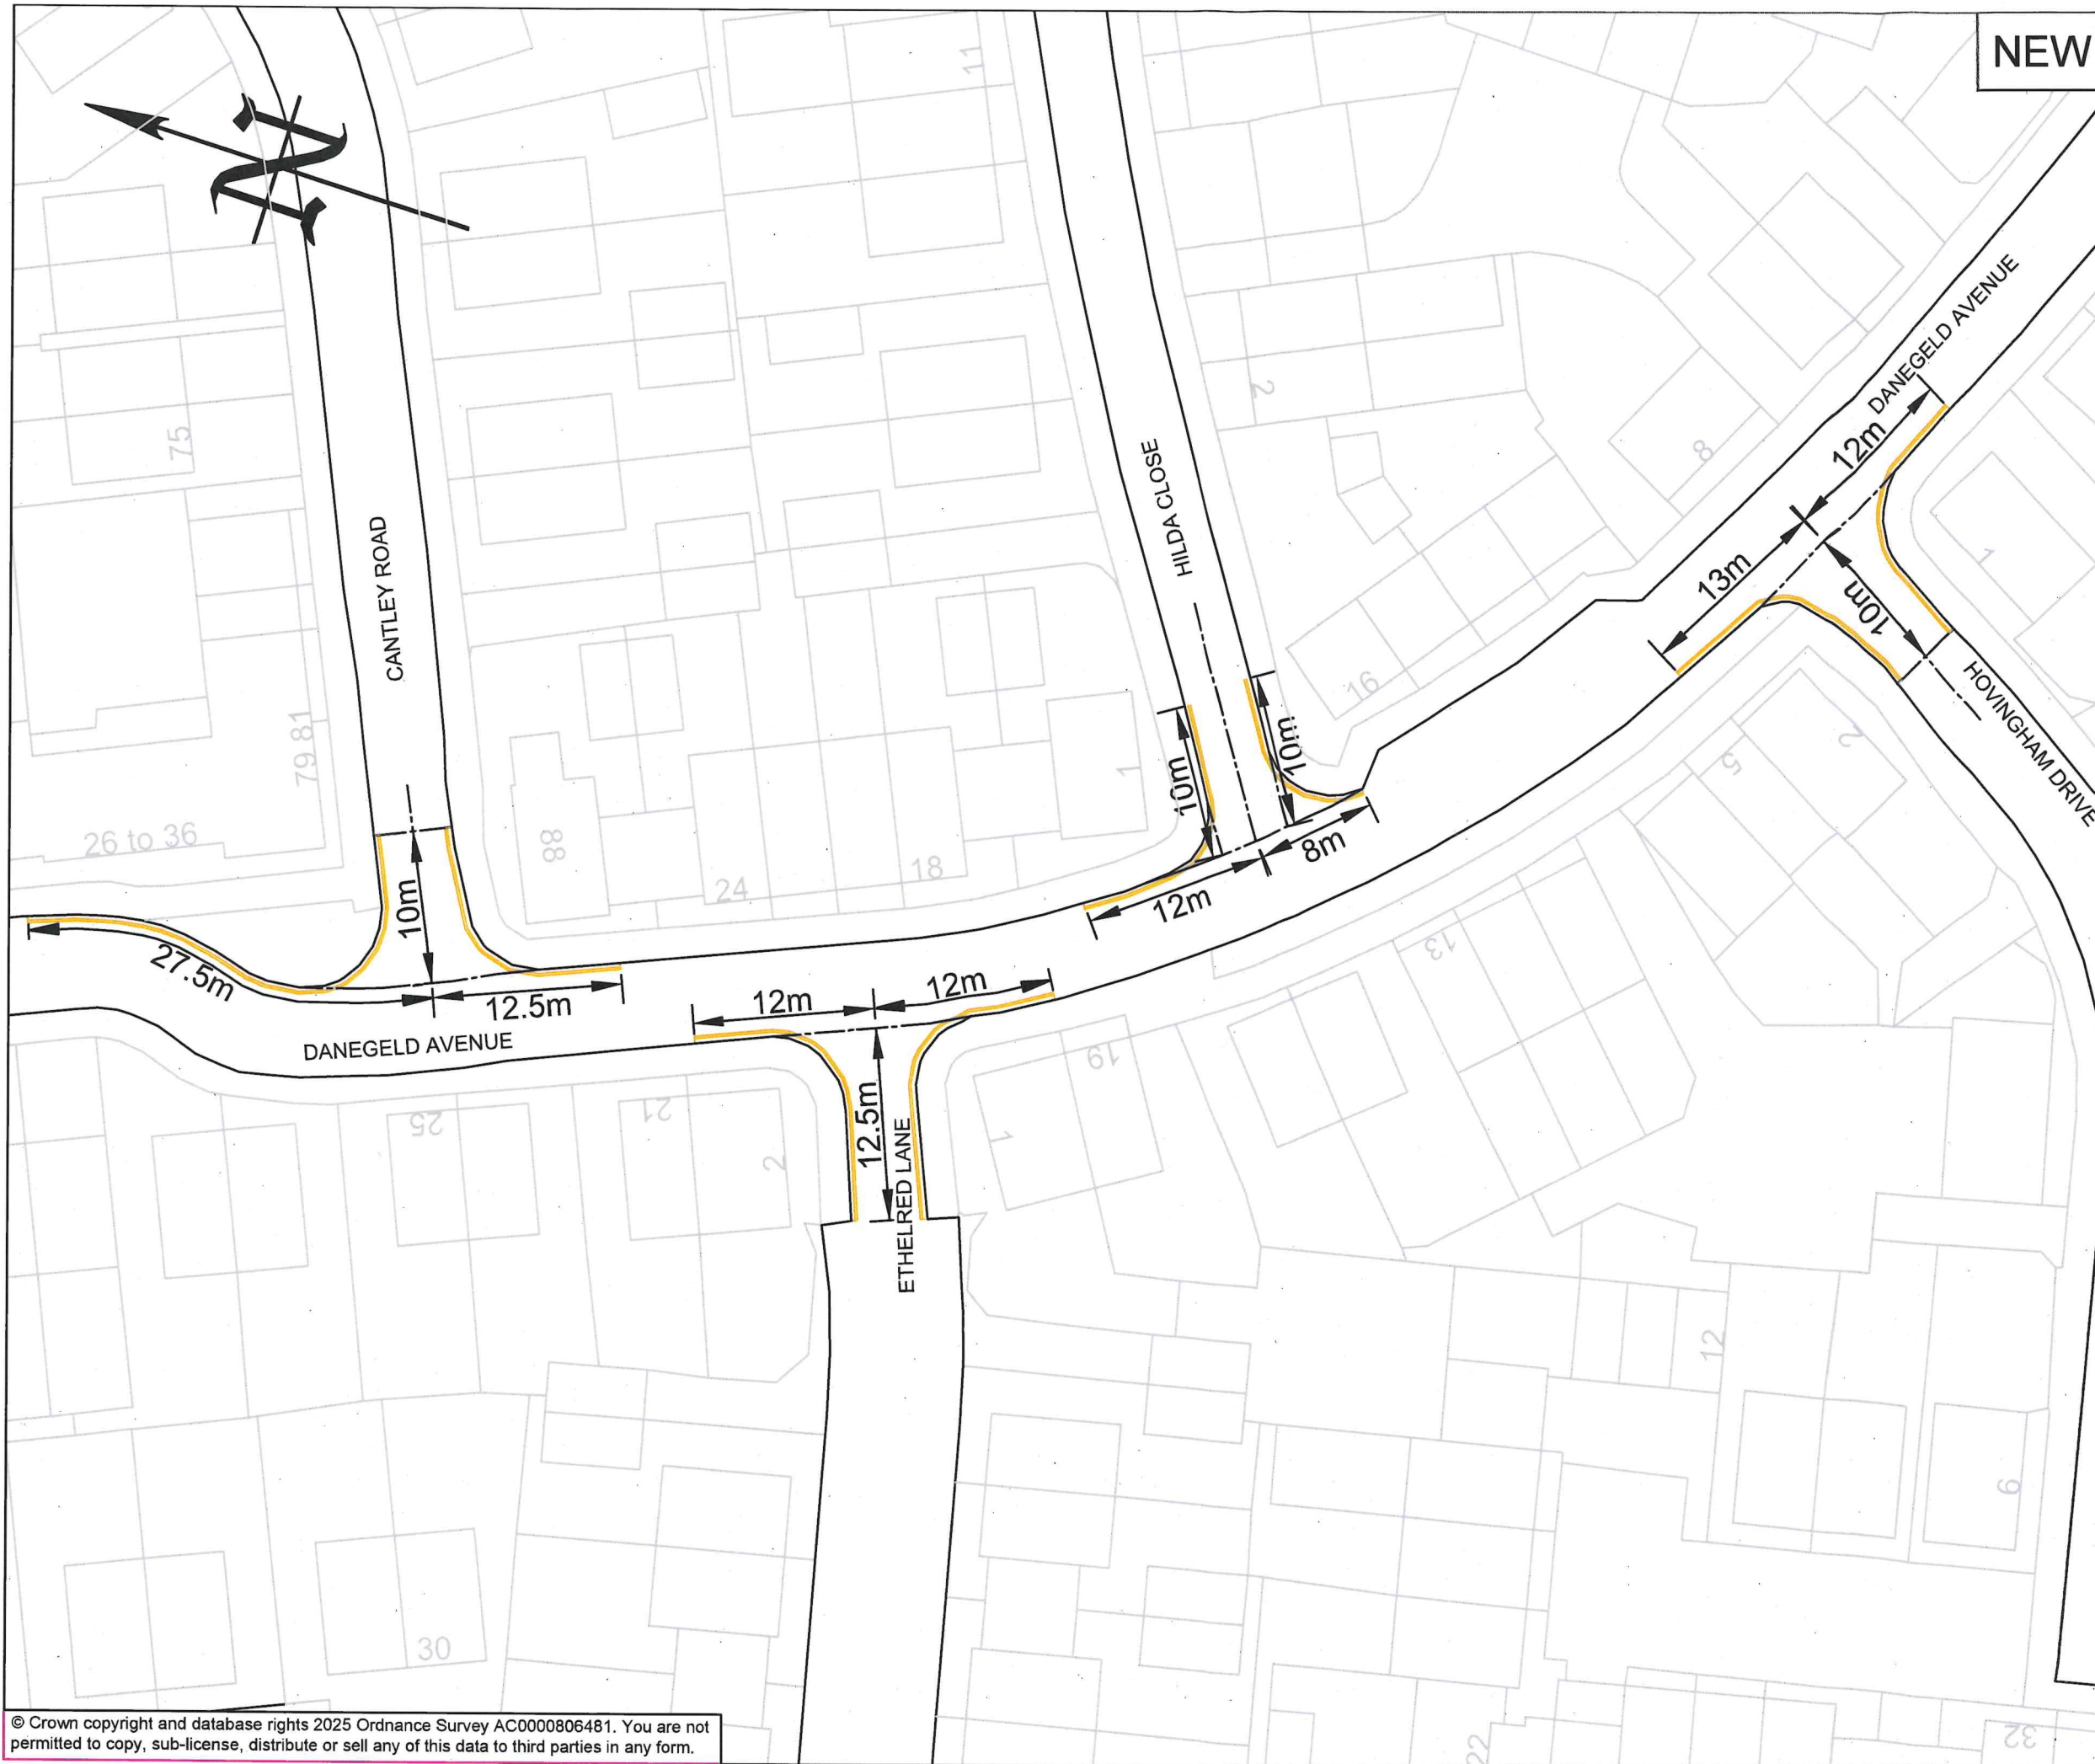 NEW
N
11
75
CANTLEY ROAD
HILDA CLOSE
2
8
DANEGELD AVENUE
12m
13m
10m
1
HOVINGHAM DRIVE
16
10m
10m
79 81
26 to 36
88
1
24
18
10m
27.5m
12.5m
12m
8m
12m
12m
5
2
13
DANEGELD AVENUE
12.5m
ETHELRED LANE
25
21
2
1
19
12
6
30
22
32
© Crown copyright and database rights 2025 Ordnance Survey AC0000806481. You are not
permitted to copy, sub-license, distribute or sell any of this data to third parties in any form.